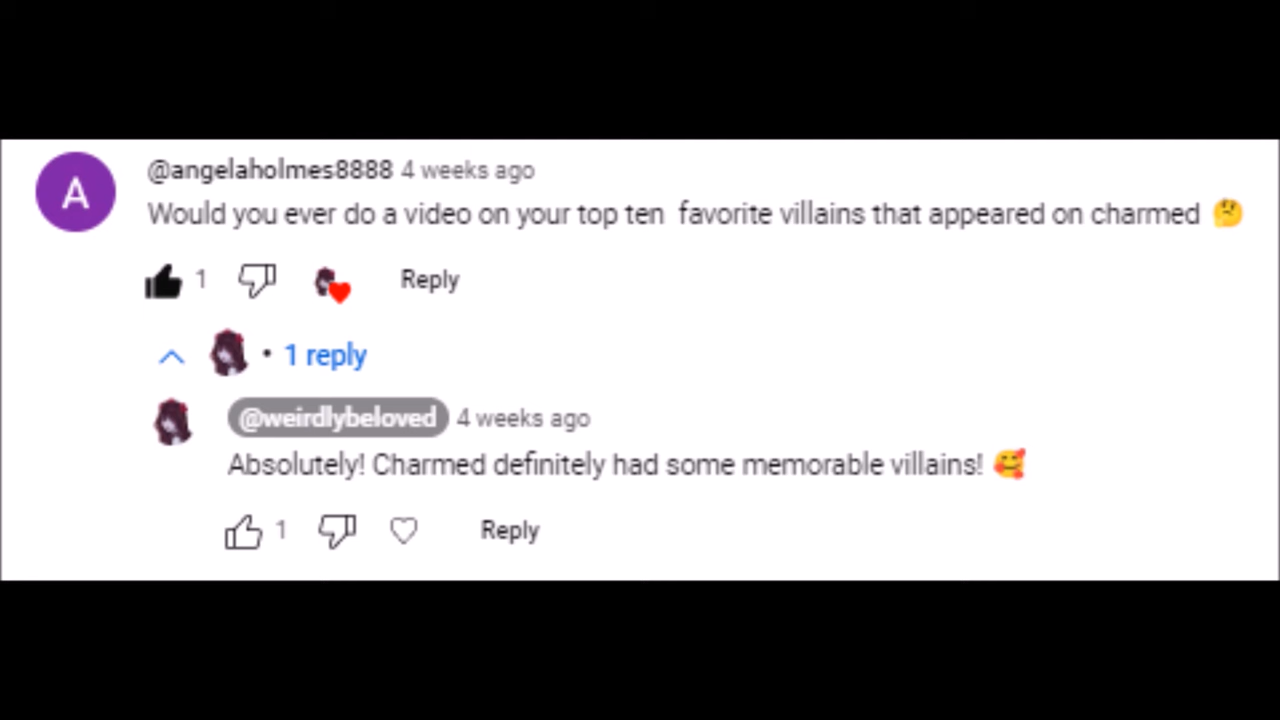 A
@angelaholmes8888 4 weeks ago
Would you ever do a video on your top ten  favorite villains that appeared on charmed 🤔
1 Reply
• 1 reply
@weirdlybeloved 4 weeks ago
Absolutely! Charmed definitely had some memorable villains! 🥰
1 Reply